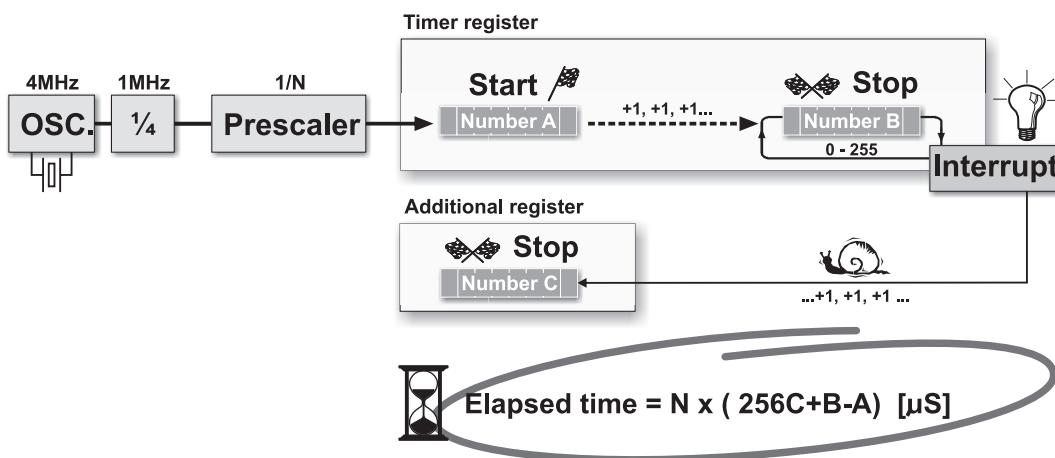 Timer register
4MHz
1MHz
1/N
OSC.
¼
Prescaler
Start
Number A
+1, +1, +1...
Stop
Number B
0 - 255
Interrupt
Additional register
Stop
Number C
...+1, +1, +1 ...
Elapsed time = N x ( 256C+B-A) [µS]